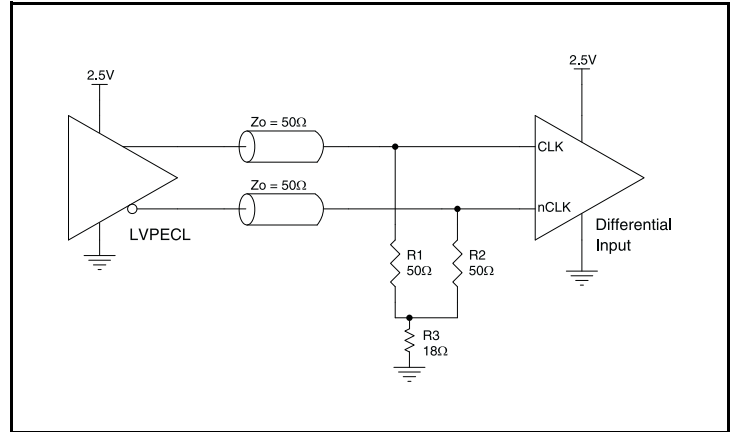 2.5V
2.5V
Zo = 50Ω
CLK
Zo = 50Ω
nCLK
LVPECL
Differential
Input
R1
50Ω
R2
50Ω
R3
18Ω